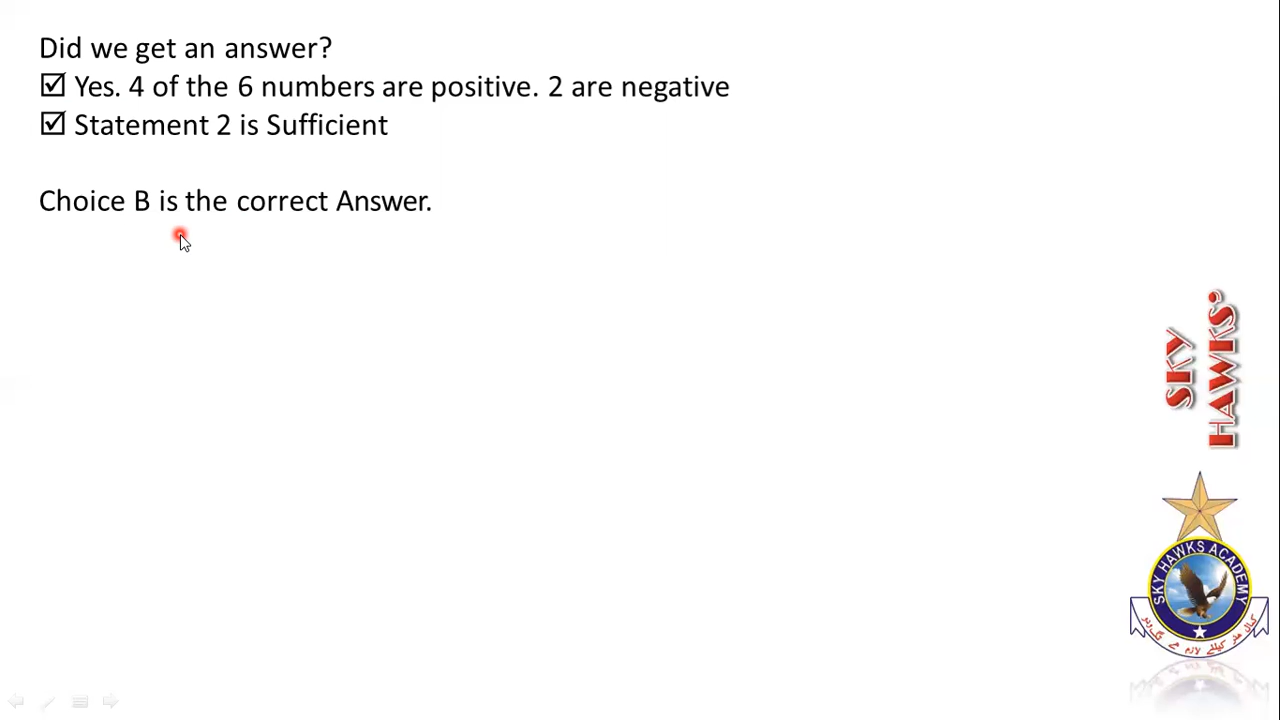 Did we get an answer?
☑ Yes. 4 of the 6 numbers are positive. 2 are negative
☑ Statement 2 is Sufficient
Choice B is the correct Answer.
SKY
HAWKS
SKY HAWKS ACADEMY